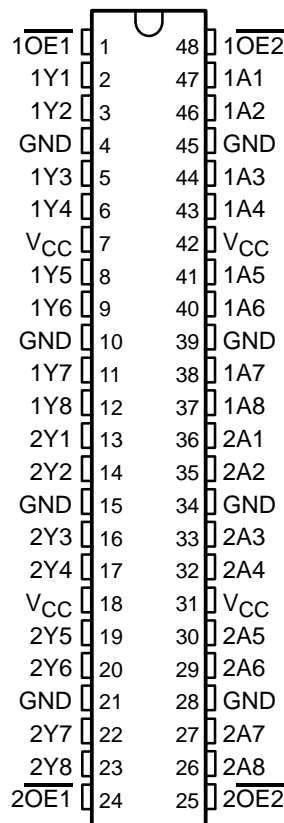 1OE1 1 48 1OE2
1Y1 2 47 1A1
1Y2 3 46 1A2
GND 4 45 GND
1Y3 5 44 1A3
1Y4 6 43 1A4
VCC 7 42 VCC
1Y5 8 41 1A5
1Y6 9 40 1A6
GND 10 39 GND
1Y7 11 38 1A7
1Y8 12 37 1A8
2Y1 13 36 2A1
2Y2 14 35 2A2
GND 15 34 GND
2Y3 16 33 2A3
2Y4 17 32 2A4
VCC 18 31 VCC
2Y5 19 30 2A5
2Y6 20 29 2A6
GND 21 28 GND
2Y7 22 27 2A7
2Y8 23 26 2A8
2OE1 24 25 2OE2